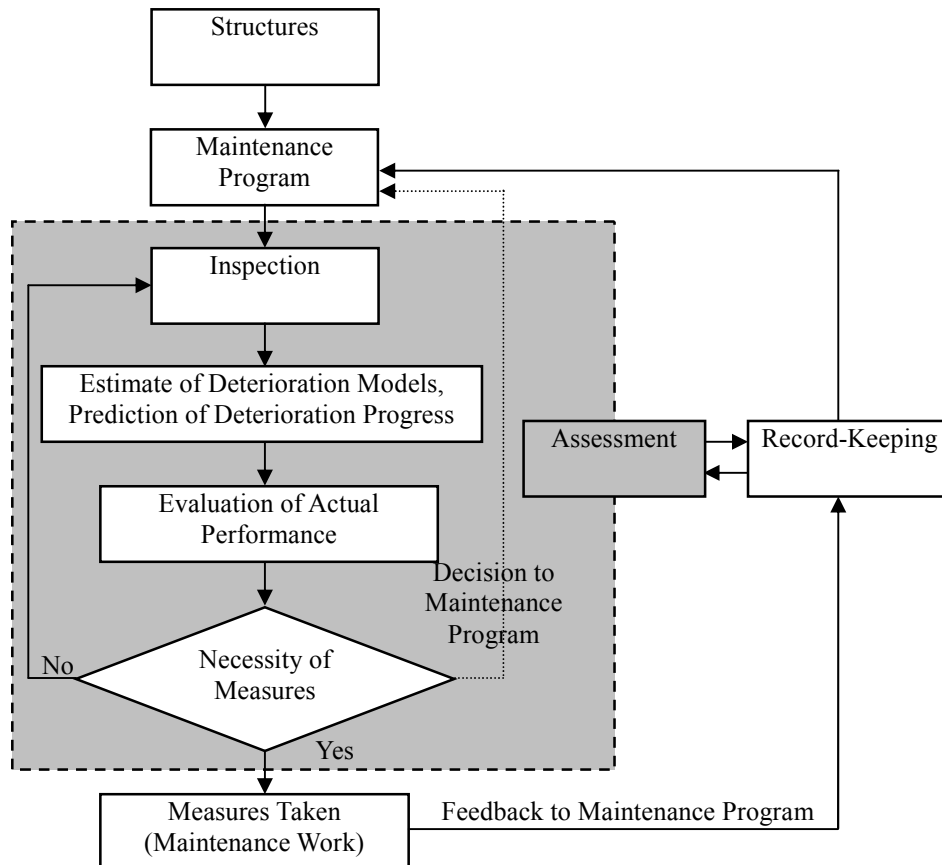 Structures
Maintenance
Program
Inspection
Estimate of Deterioration Models,
Prediction of Deterioration Progress
Assessment
Record-Keeping
Evaluation of Actual
Performance
Decision to
Maintenance
Program
No
Necessity of
Measures
Yes
Measures Taken
(Maintenance Work)
Feedback to Maintenance Program